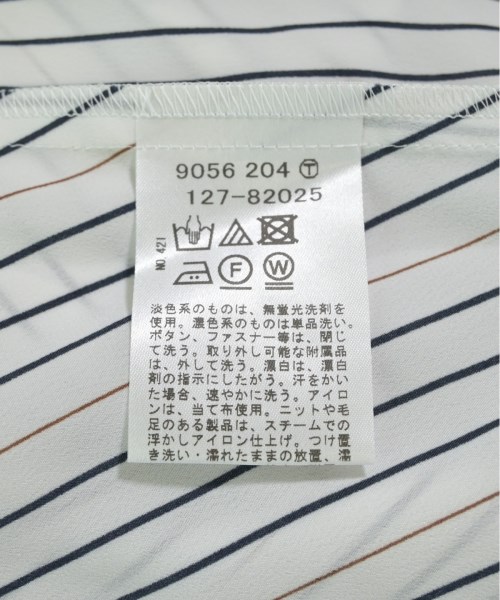 9056 204 Ⓣ
127-82025
NO.421
F W
淡色系のものは、無蛍光洗剤を
使用。濃色系のものは単品洗い。
ボタン、ファスナー等は、閉じ
て洗う。取り外し可能な附属品
は、外して洗う。漂白は、漂白
剤の指示にしたがう。汗をかい
た場合、速やかに洗う。アイロ
ンは、当て布使用。ニットや毛
足のある製品は、スチームでの
浮かしアイロン仕上げ。つけ置
き洗い・濡れたままの放置、濡